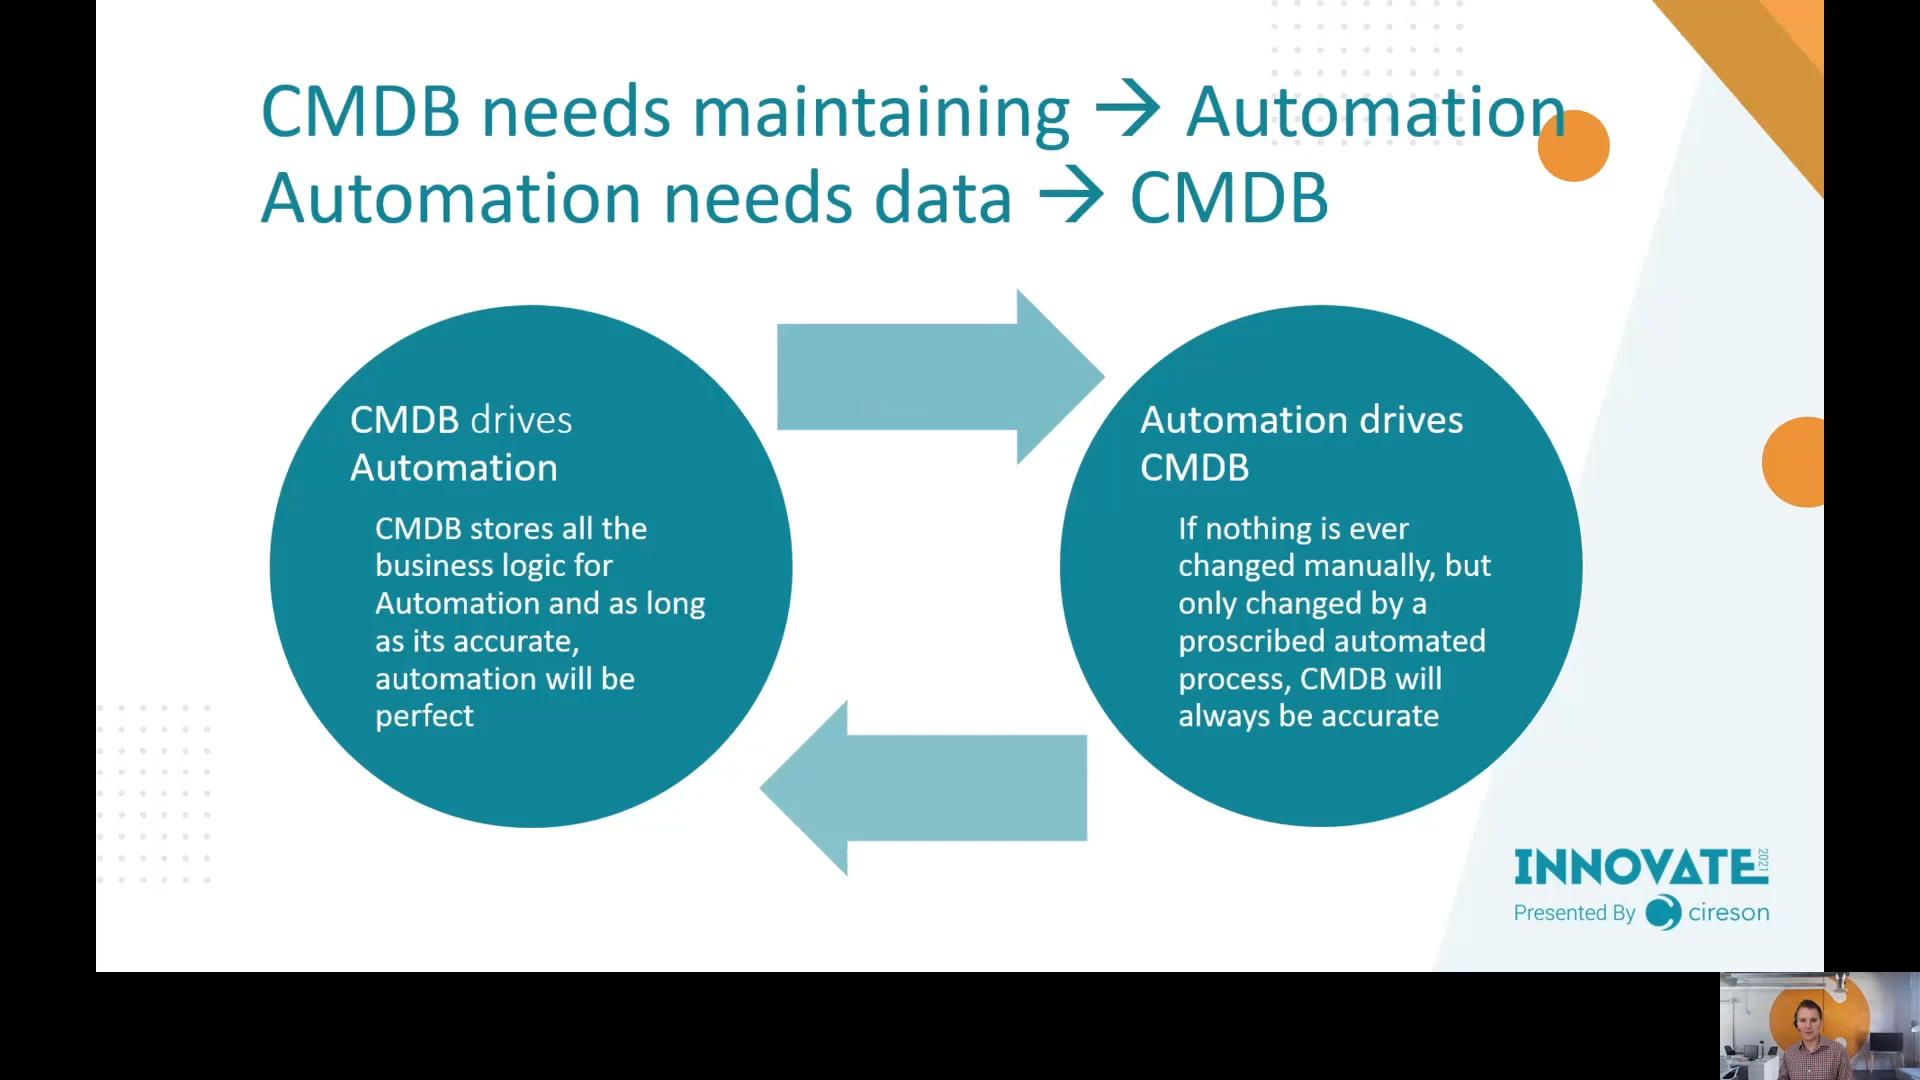 CMDB needs maintaining → Automation
Automation needs data → CMDB
CMDB drives
Automation
CMDB stores all the
business logic for
Automation and as long
as its accurate,
automation will be
perfect
Automation drives
CMDB
If nothing is ever
changed manually, but
only changed by a
proscribed automated
process, CMDB will
always be accurate
INNOVATE 2021
Presented By cireson